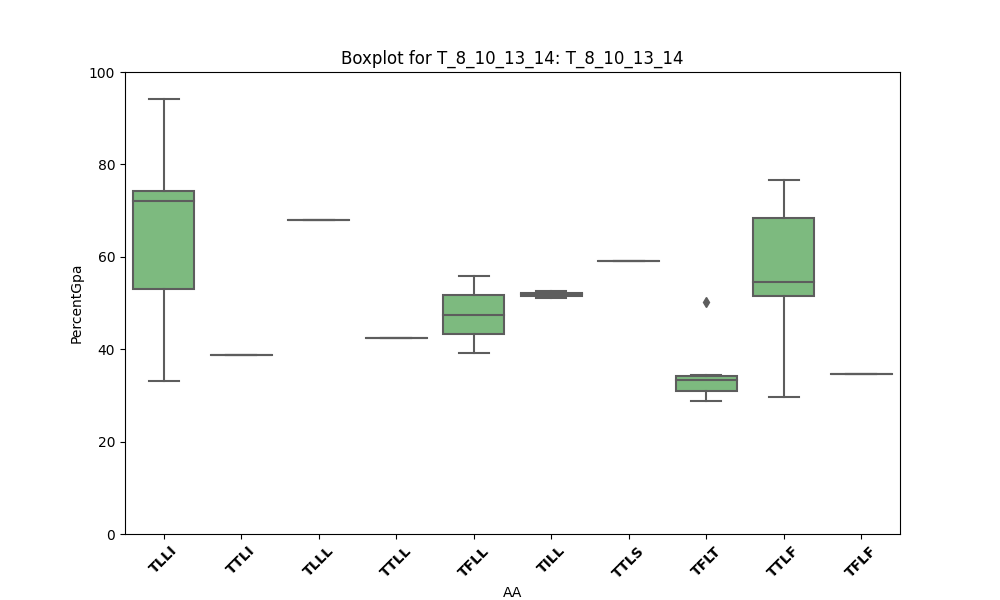 Boxplot for T_8_10_13_14: T_8_10_13_14
100
80
60
40
20
0
PercentGpa
TLLI
TTLI
TLLL
TTLL
TFLL
TILL
TTLS
TFLT
TTLF
TFLF
AA